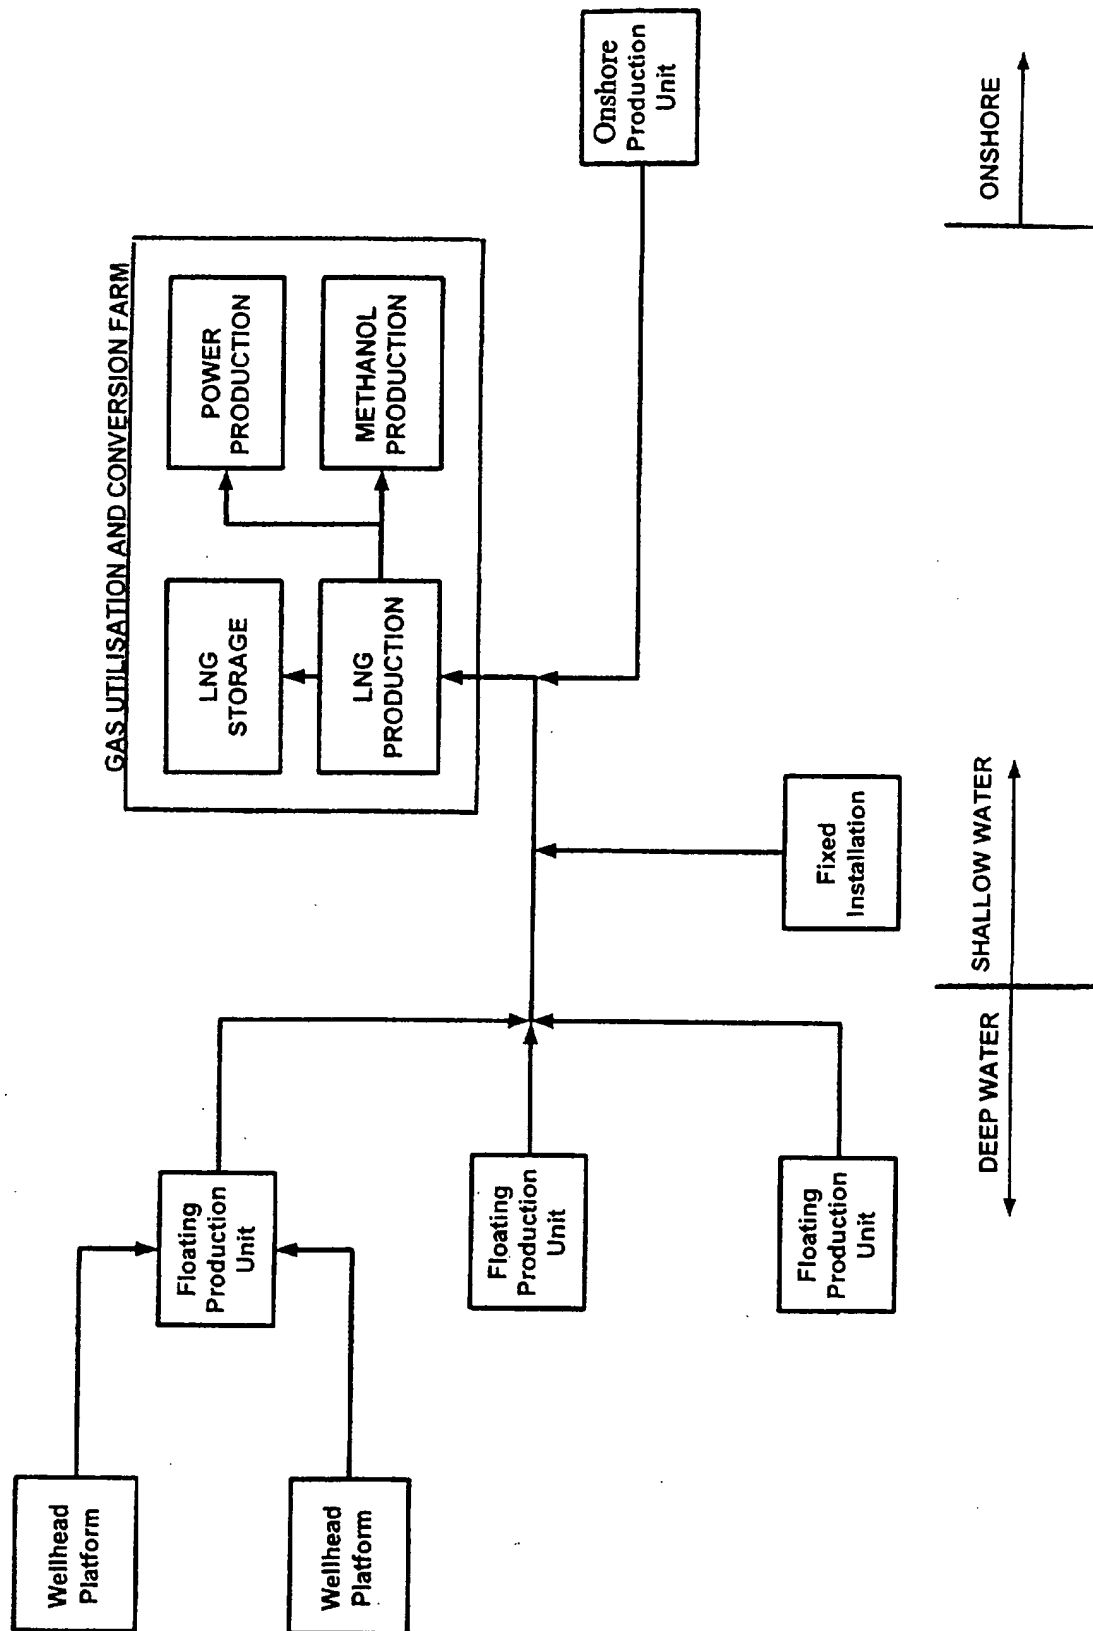 GAS UTILISATION AND CONVERSION FARM
LNG
STORAGE
POWER
PRODUCTION
LNG
PRODUCTION
METHANOL
PRODUCTION
Wellhead
Platform
Wellhead
Platform
Floating
Production
Unit
Floating
Production
Unit
Floating
Production
Unit
Fixed
Installation
Onshore
Production
Unit
DEEP WATER
SHALLOW WATER
ONSHORE